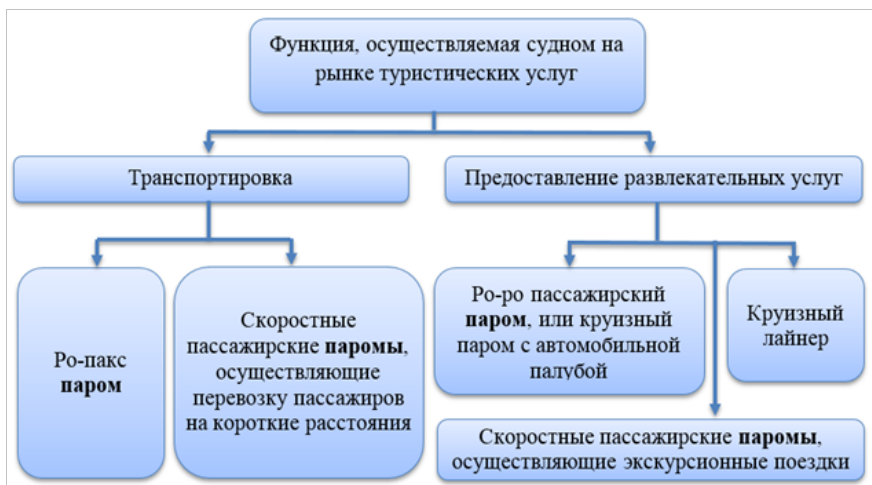 Функция, осуществляемая судном на
рынке туристических услуг
Транспортировка
Предоставление развлекательных услуг
Ро-пакс
паром
Скоростные
пассажирские паромы,
осуществляющие
перевозку пассажиров
на короткие расстояния
Ро-ро пассажирский
паром, или круизный
паром с автомобильной
палубой
Круизный
лайнер
Скоростные пассажирские паромы,
осуществляющие экскурсионные поездки